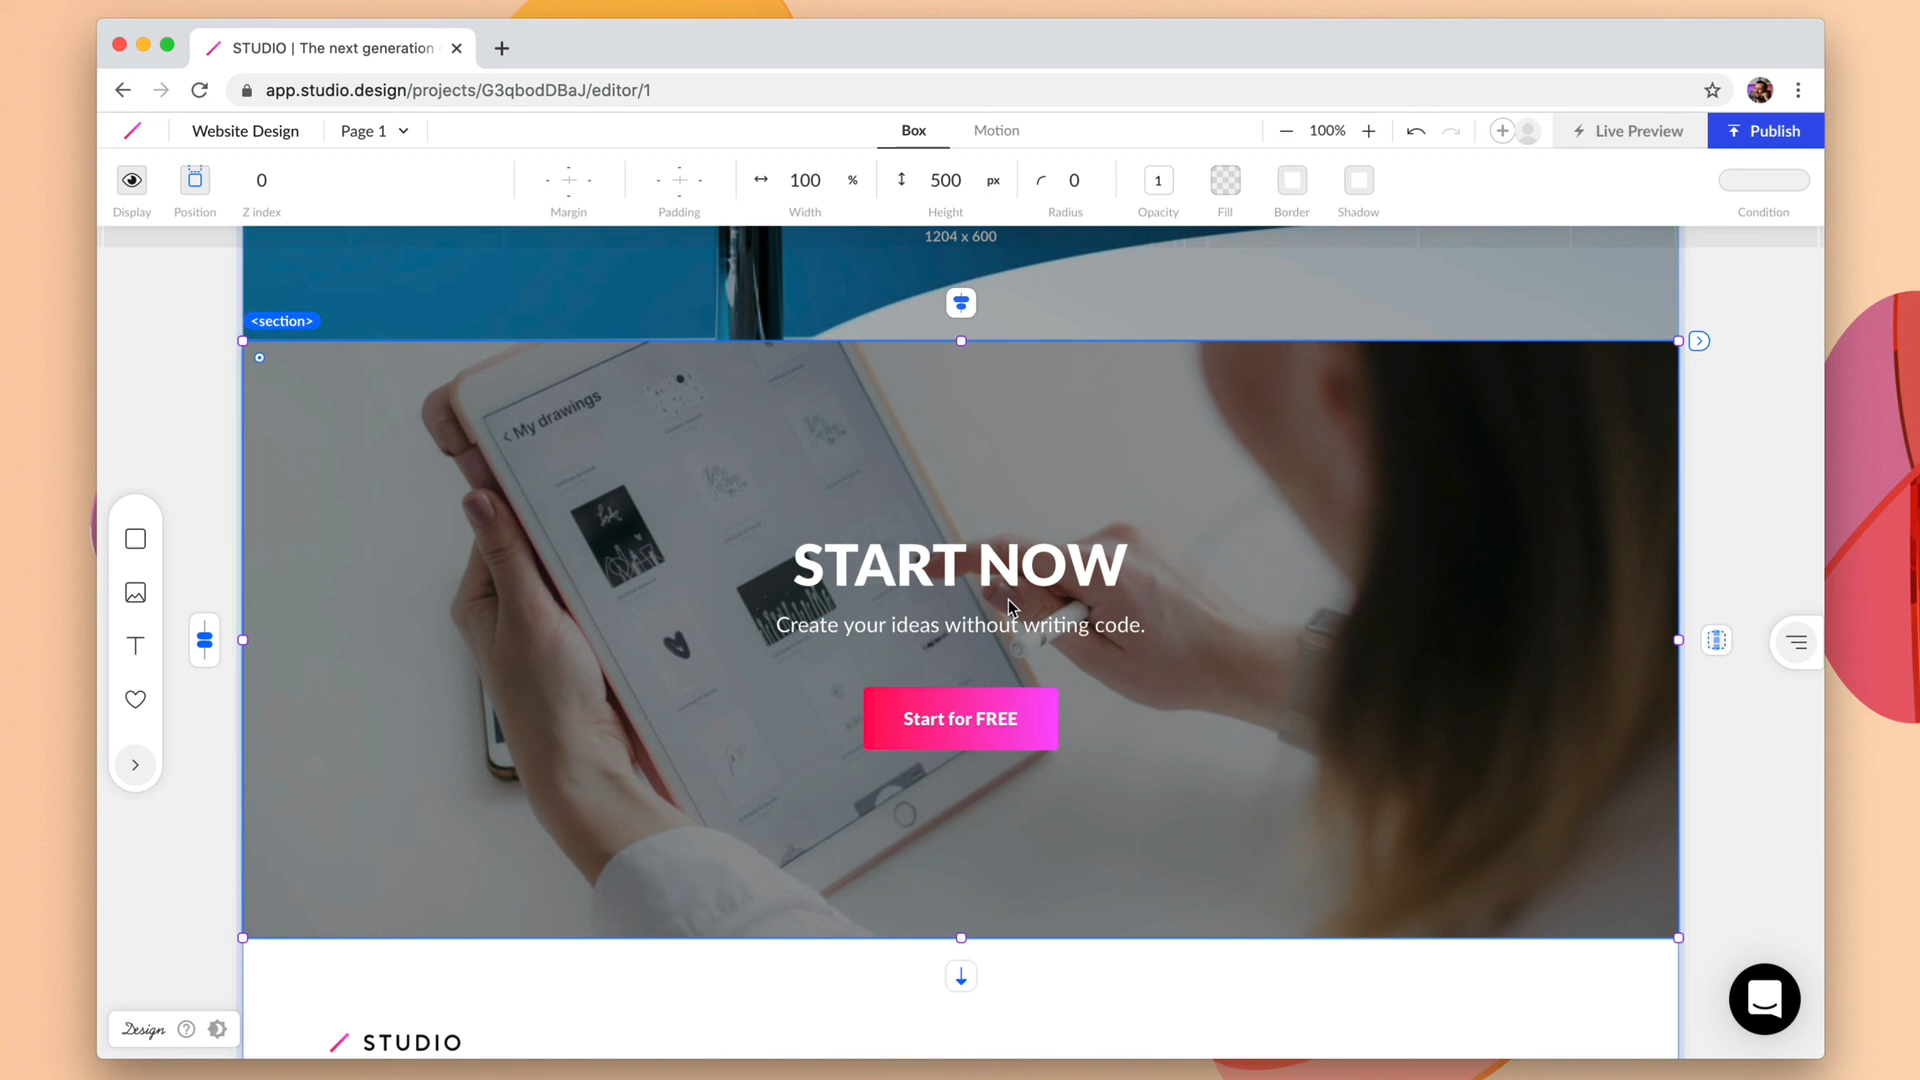 STUDIO | The next generation
app.studio.design/projects/G3qbodDBaJ/editor/1
Website Design
Page 1
Box
Motion
100%
Live Preview
Publish
0
100 %
500 px
0
1
Display
Position
Z index
Margin
Padding
Width
Height
Radius
Opacity
Fill
Border
Shadow
Condition
1204 x 600
<section>
< My drawings
START NOW
Create your ideas without writing code.
Start for FREE
T
Design
?
STUDIO